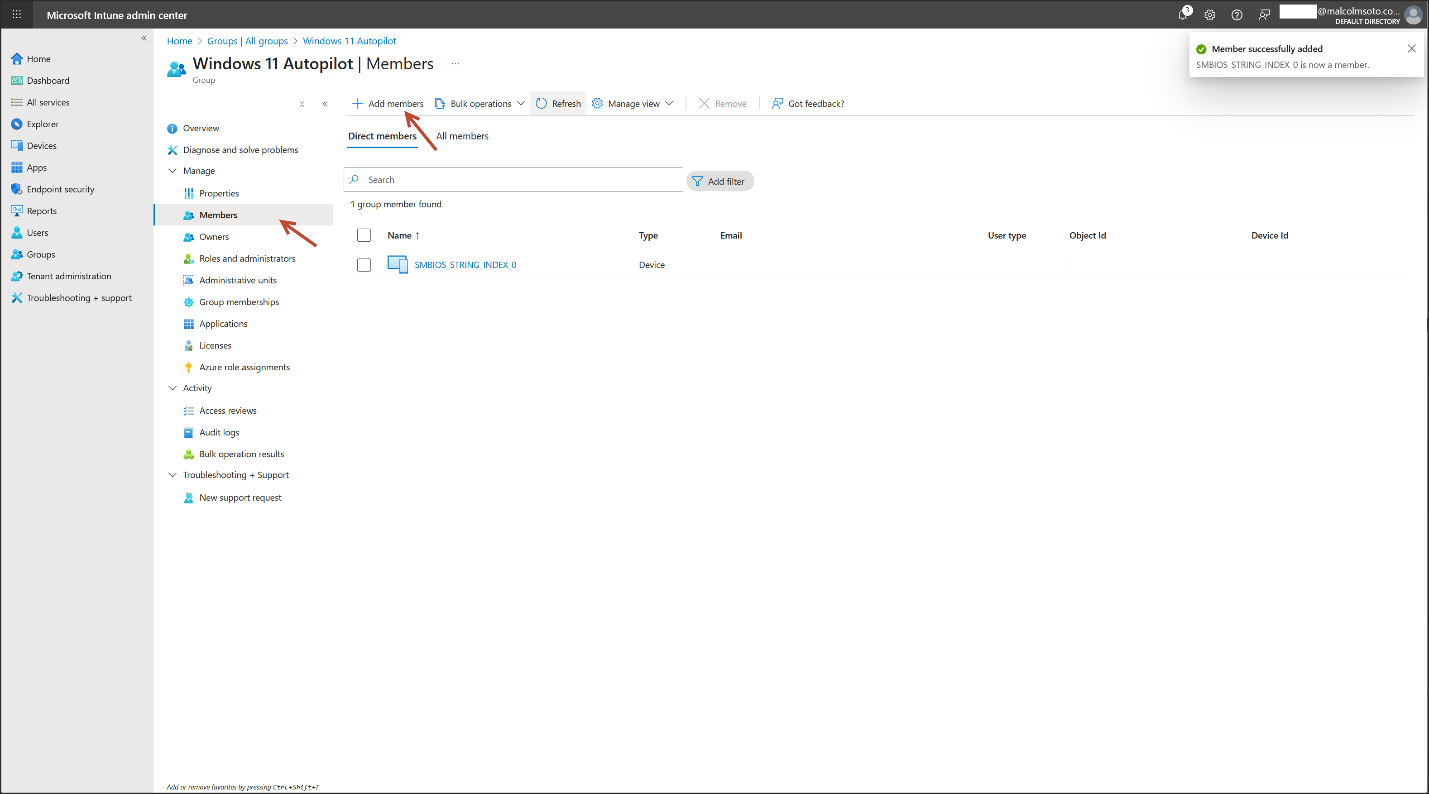 Microsoft Intune admin center
3
@malcolmsoto.co...
DEFAULT DIRECTORY
Member successfully added
SMBIOS_STRING_INDEX_0 is now a member.
Home
Dashboard
All services
Explorer
Devices
Apps
Endpoint security
Reports
Users
Groups
Tenant administration
Troubleshooting + support
Home > Groups | All groups > Windows 11 Autopilot
Windows 11 Autopilot | Members ...
Group
Overview
Diagnose and solve problems
Manage
Properties
Members
Owners
Roles and administrators
Administrative units
Group memberships
Applications
Licenses
Azure role assignments
Activity
Access reviews
Audit logs
Bulk operation results
Troubleshooting + Support
New support request
Add or remove favorites by pressing Ctrl+Shift+F
Add members Bulk operations Refresh Manage view Remove Got feedback?
Direct members All members
Search Add filter
1 group member found
Name ↑ Type Email User type Object Id Device Id
SMBIOS_STRING_INDEX_0 Device